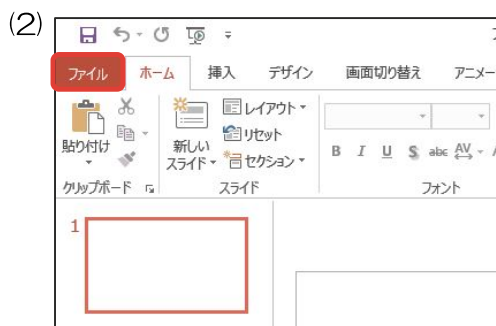 (2)
ファイル ホーム 挿入 デザイン 画面切り替え アニメー
貼り付け
新しい
スライド
レイアウト
リセット
セクション
B I U S abc AV
クリップボード スライド フォント
1